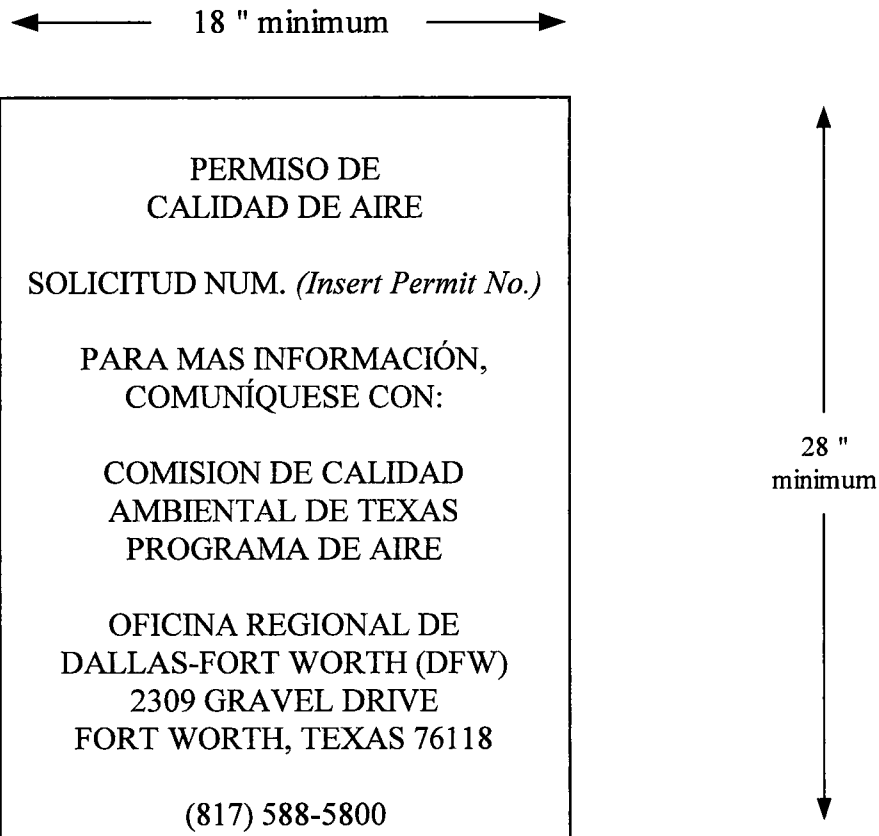 18 " minimum
PERMISO DE
CALIDAD DE AIRE
SOLICITUD NUM. (Insert Permit No.)
PARA MAS INFORMACIÓN,
COMUNÍQUESE CON:
COMISION DE CALIDAD
AMBIENTAL DE TEXAS
PROGRAMA DE AIRE
OFICINA REGIONAL DE
DALLAS-FORT WORTH (DFW)
2309 GRAVEL DRIVE
FORT WORTH, TEXAS 76118
(817) 588-5800
28 "
minimum